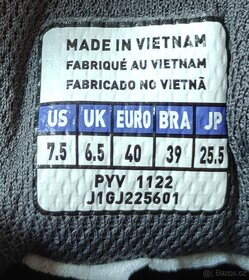 MADE IN VIETNAM
FABRIQUÉ AU VIETNAM
FABRICADO NO VIETNÃ
US UK EURO BRA JP
7.5 6.5 40 39 25.5
PYV 1122
J1GJ225601